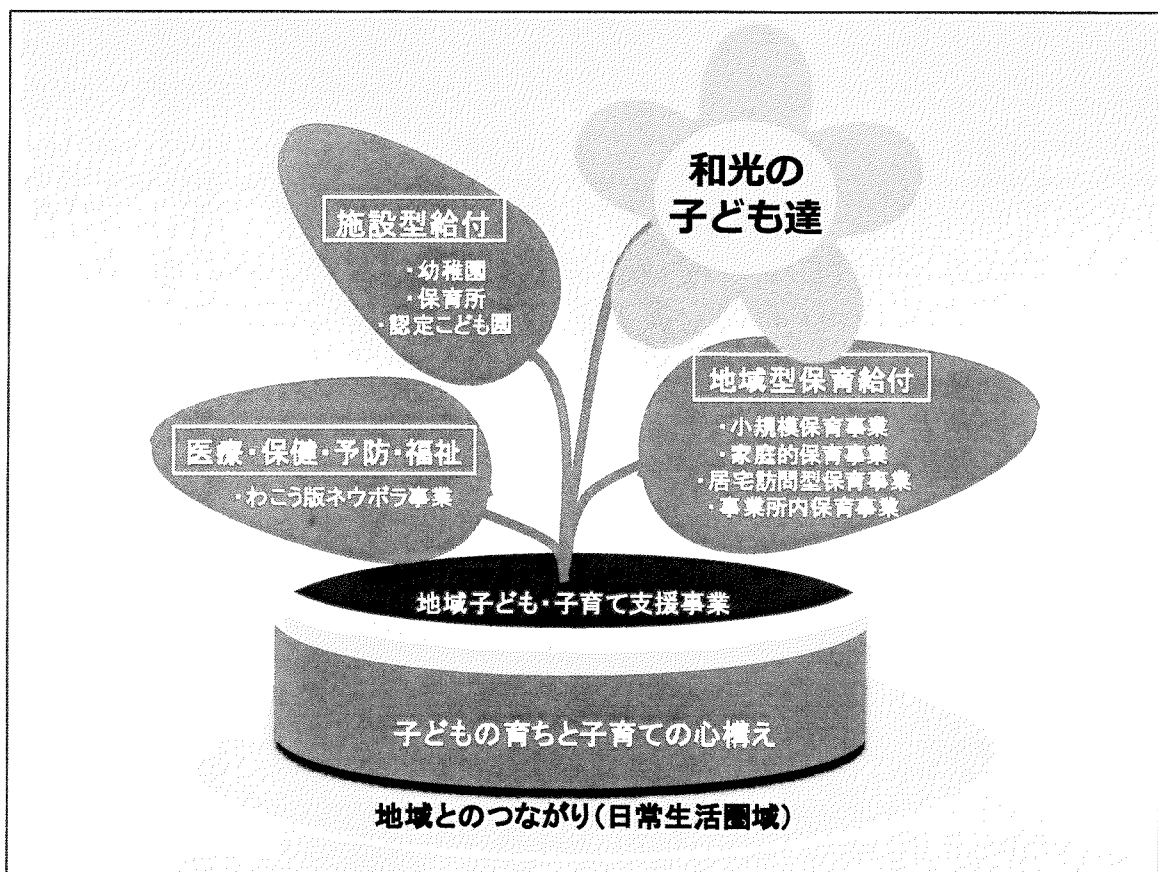 和光の
子ども達
施設型給付
・幼稚園
・保育所
・認定こども園
地域型保育給付
・小規模保育事業
・家庭的保育事業
・居宅訪問型保育事業
・事業所内保育事業
医療・保健・予防・福祉
・わこう版ネウボラ事業
地域子ども・子育て支援事業
子どもの育ちと子育ての心構え
地域とのつながり(日常生活圏域)